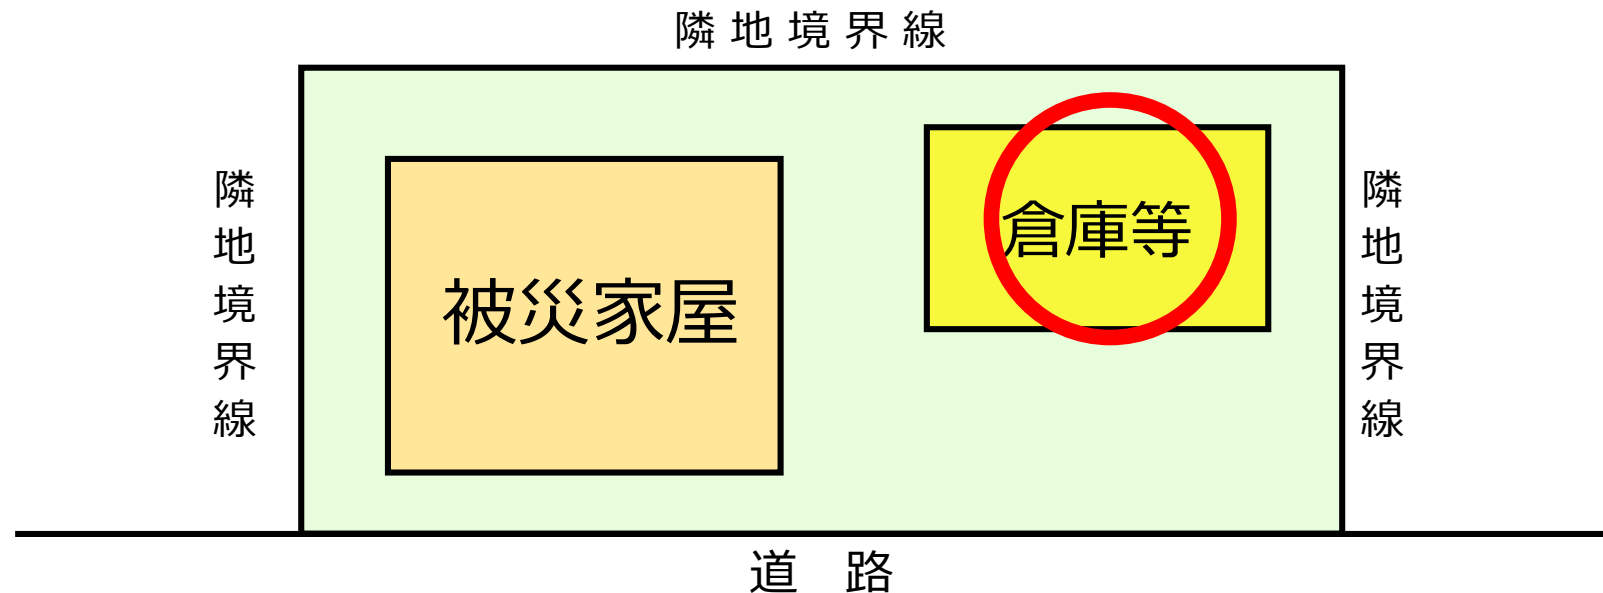 隣地境界線
隣地境界線
被災家屋
倉庫等
隣地境界線
道　路